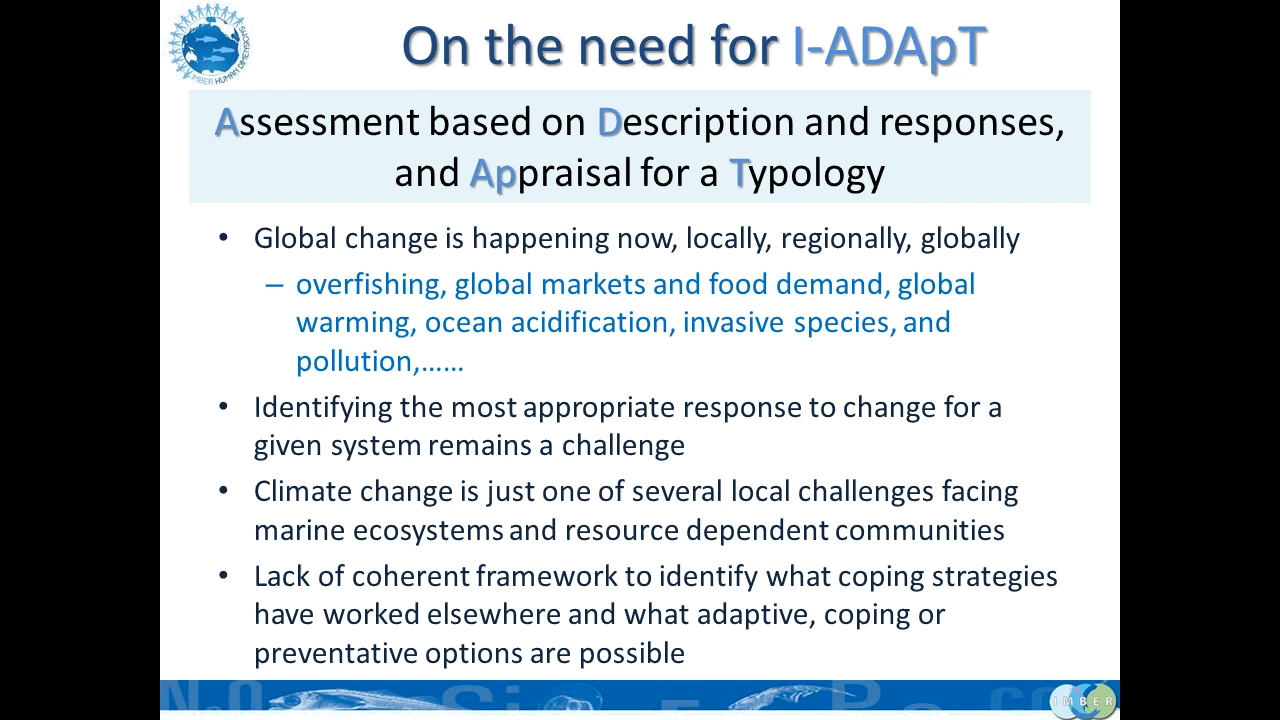 On the need for I-ADApT
IMBER HUMAN DIMENSIONS
Assessment based on Description and responses,
and Appraisal for a Typology
• Global change is happening now, locally, regionally, globally
– overfishing, global markets and food demand, global
warming, ocean acidification, invasive species, and
pollution,......
• Identifying the most appropriate response to change for a
given system remains a challenge
• Climate change is just one of several local challenges facing
marine ecosystems and resource dependent communities
• Lack of coherent framework to identify what coping strategies
have worked elsewhere and what adaptive, coping or
preventative options are possible
IMBER